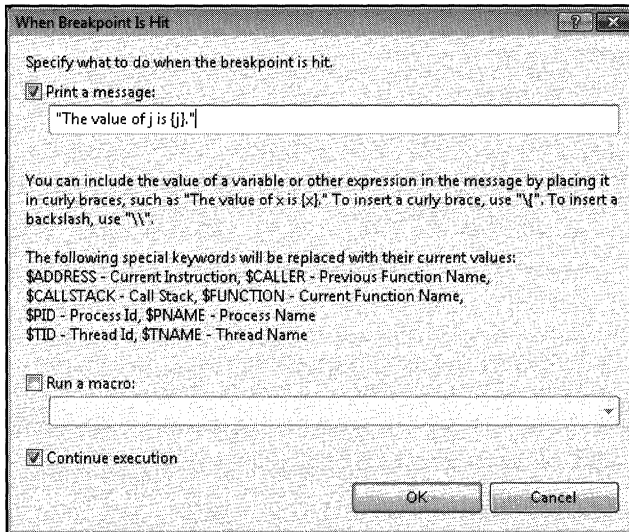 When Breakpoint Is Hit
Specify what to do when the breakpoint is hit.
Print a message:
"The value of j is {j}."
You can include the value of a variable or other expression in the message by placing it
in curly braces, such as "The value of x is {x}." To insert a curly brace, use "\{". To insert a
backslash, use "\\".
The following special keywords will be replaced with their current values:
$ADDRESS - Current Instruction, $CALLER - Previous Function Name,
$CALLSTACK - Call Stack, $FUNCTION - Current Function Name,
$PID - Process Id, $PNAME - Process Name
$TID - Thread Id, $TNAME - Thread Name
Run a macro:
Continue execution
OK Cancel